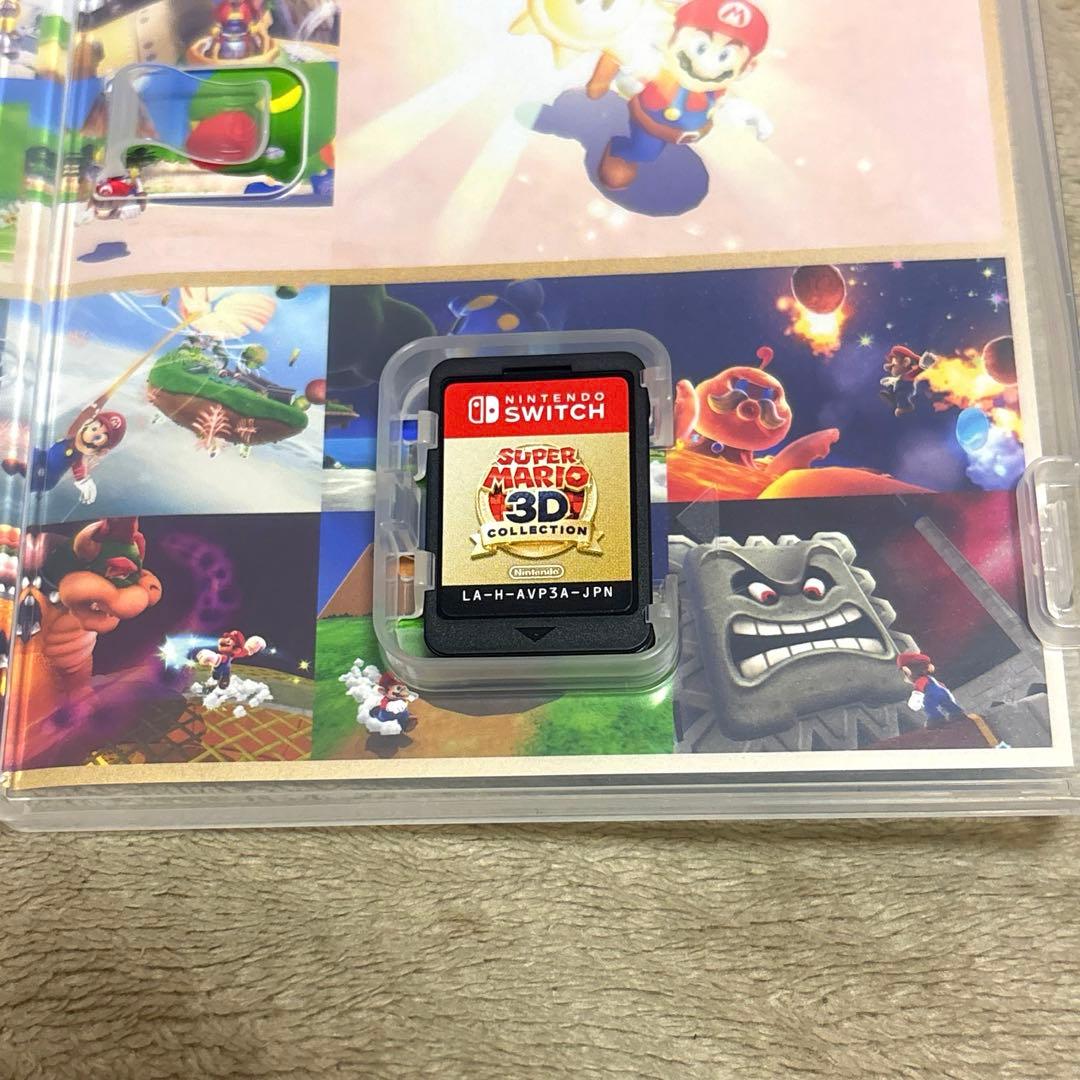 M
NINTENDO
SWITCH
SUPER
MARIO
3D
COLLECTION
Nintendo
LA-H-AVP3A-JPN